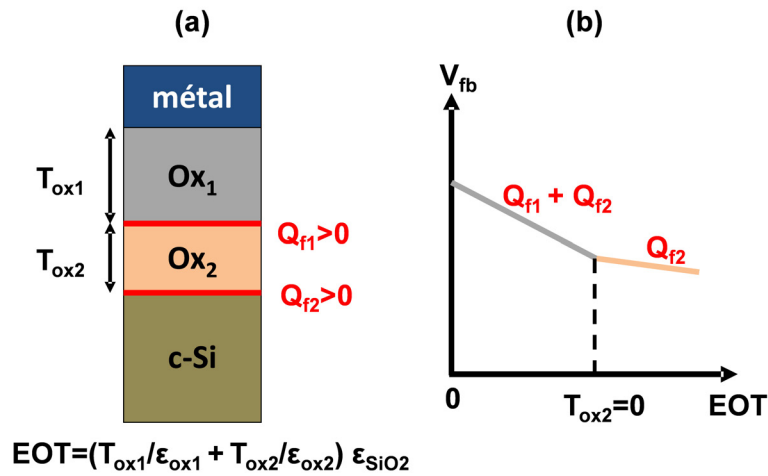 (a)
métal
Tox1
Ox1
Qf1>0
Tox2
Ox2
Qf2>0
c-Si
EOT=(Tox1/εox1 + Tox2/εox2) εSiO2
(b)
Vfb
Qf1 + Qf2
Qf2
0
Tox2=0
EOT